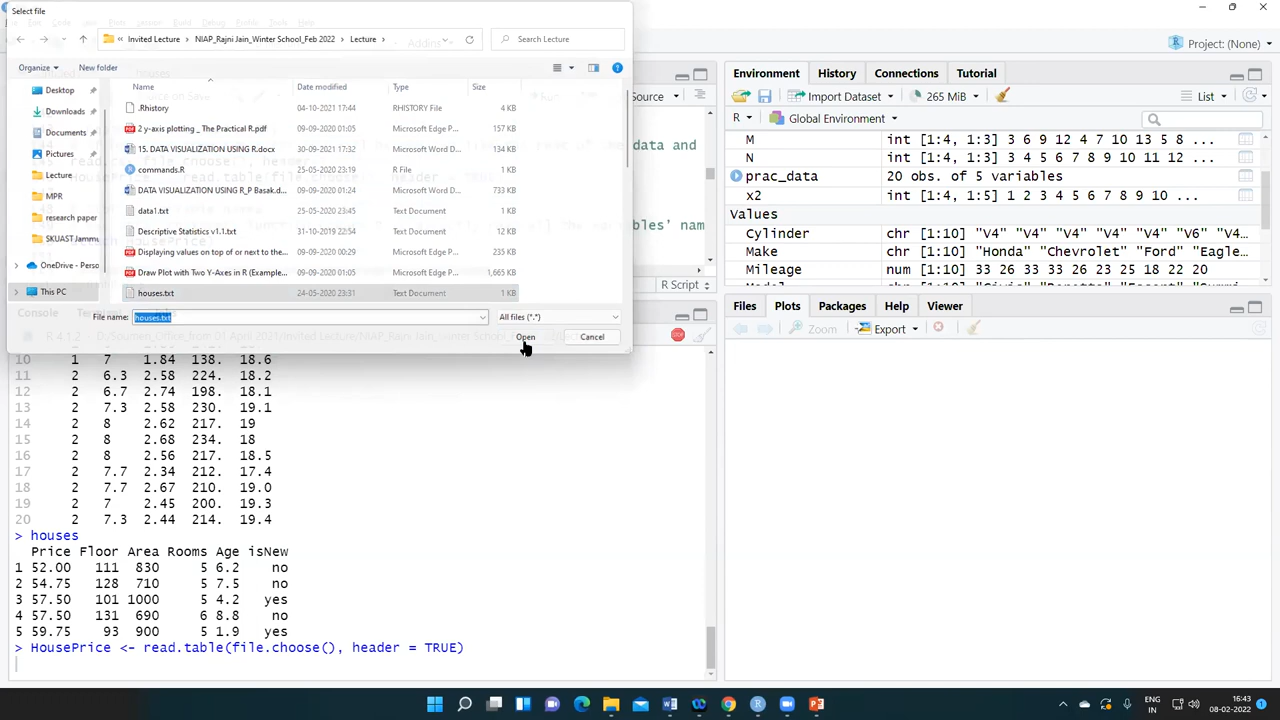 Select file
Invited Lecture > NIAP_Rajni Jain_Winter School_Feb 2022 > Lecture >
Search Lecture
Organize
New folder
Name
Date modified
Type
Size
Desktop
Downloads
Documents
Pictures
Lecture
MPR
research paper
SKUAST Jammu
OneDrive - Perso
This PC
.Rhistory 04-10-2021 17:44 RHISTORY File 4 KB
2 y-axis plotting _ The Practical R.pdf 09-09-2020 01:05 Microsoft Edge P... 157 KB
15. DATA VISUALIZATION USING R.docx 30-09-2021 17:32 Microsoft Word D... 134 KB
commands.R 08-09-2020 23:19 R File 1 KB
DATA VISUALIZATION USING R_P Basak.d... 09-09-2020 01:24 Microsoft Word D... 733 KB
data1.txt 25-05-2020 23:45 Text Document 1 KB
Descriptive Statistics v1.1.txt 31-10-2019 22:54 Text Document 12 KB
Displaying values on top of or next to the... 09-09-2020 00:29 Microsoft Edge P... 235 KB
Draw Plot with Two Y-Axes in R (Example... 09-09-2020 01:05 Microsoft Edge P... 1,665 KB
houses.txt 24-05-2020 23:31 Text Document 1 KB
File name: houses.txt
All files (*.*)
Open
Cancel
Source
data and
variables' nam
R Script
10 1 7 1.84 138. 18.6
11 2 6.3 2.58 224. 18.2
12 2 6.7 2.74 198. 18.1
13 2 7.3 2.58 230. 19.1
14 2 8 2.62 217. 19
15 2 8 2.68 234. 18
16 2 8 2.56 217. 18.5
17 2 7.7 2.34 212. 17.4
18 2 7.7 2.67 210. 19.0
19 2 7 2.45 200. 19.3
20 2 7.3 2.44 214. 19.4
> houses
Price Floor Area Rooms Age isNew
1 52.00 111 830 5 6.2 no
2 54.75 128 710 5 7.5 no
3 57.50 101 1000 5 4.2 yes
4 57.50 131 690 6 8.8 no
5 59.75 93 900 5 1.9 yes
> HousePrice <- read.table(file.choose(), header = TRUE)
Project: (None)
Environment History Connections Tutorial
Import Dataset 265 MiB List
R Global Environment
M int [1:4, 1:3] 3 6 9 12 4 7 10 13 5 8 ...
N int [1:4, 1:3] 3 4 5 6 7 8 9 10 11 12 ...
prac_data 20 obs. of 5 variables
x2 int [1:4, 1:3] 1 2 3 4 5 6 7 8 9 10 ...
Values
Cylinder chr [1:10] "V4" "V4" "V4" "V4" "V6" "V4"...
Make chr [1:10] "Honda" "Chevrolet" "Ford" "Eagle...
Mileage num [1:10] 33 26 33 33 26 23 25 18 22 20
Files Plots Packages Help Viewer
Zoom Export
ENG
IN
16:43
08-02-2022